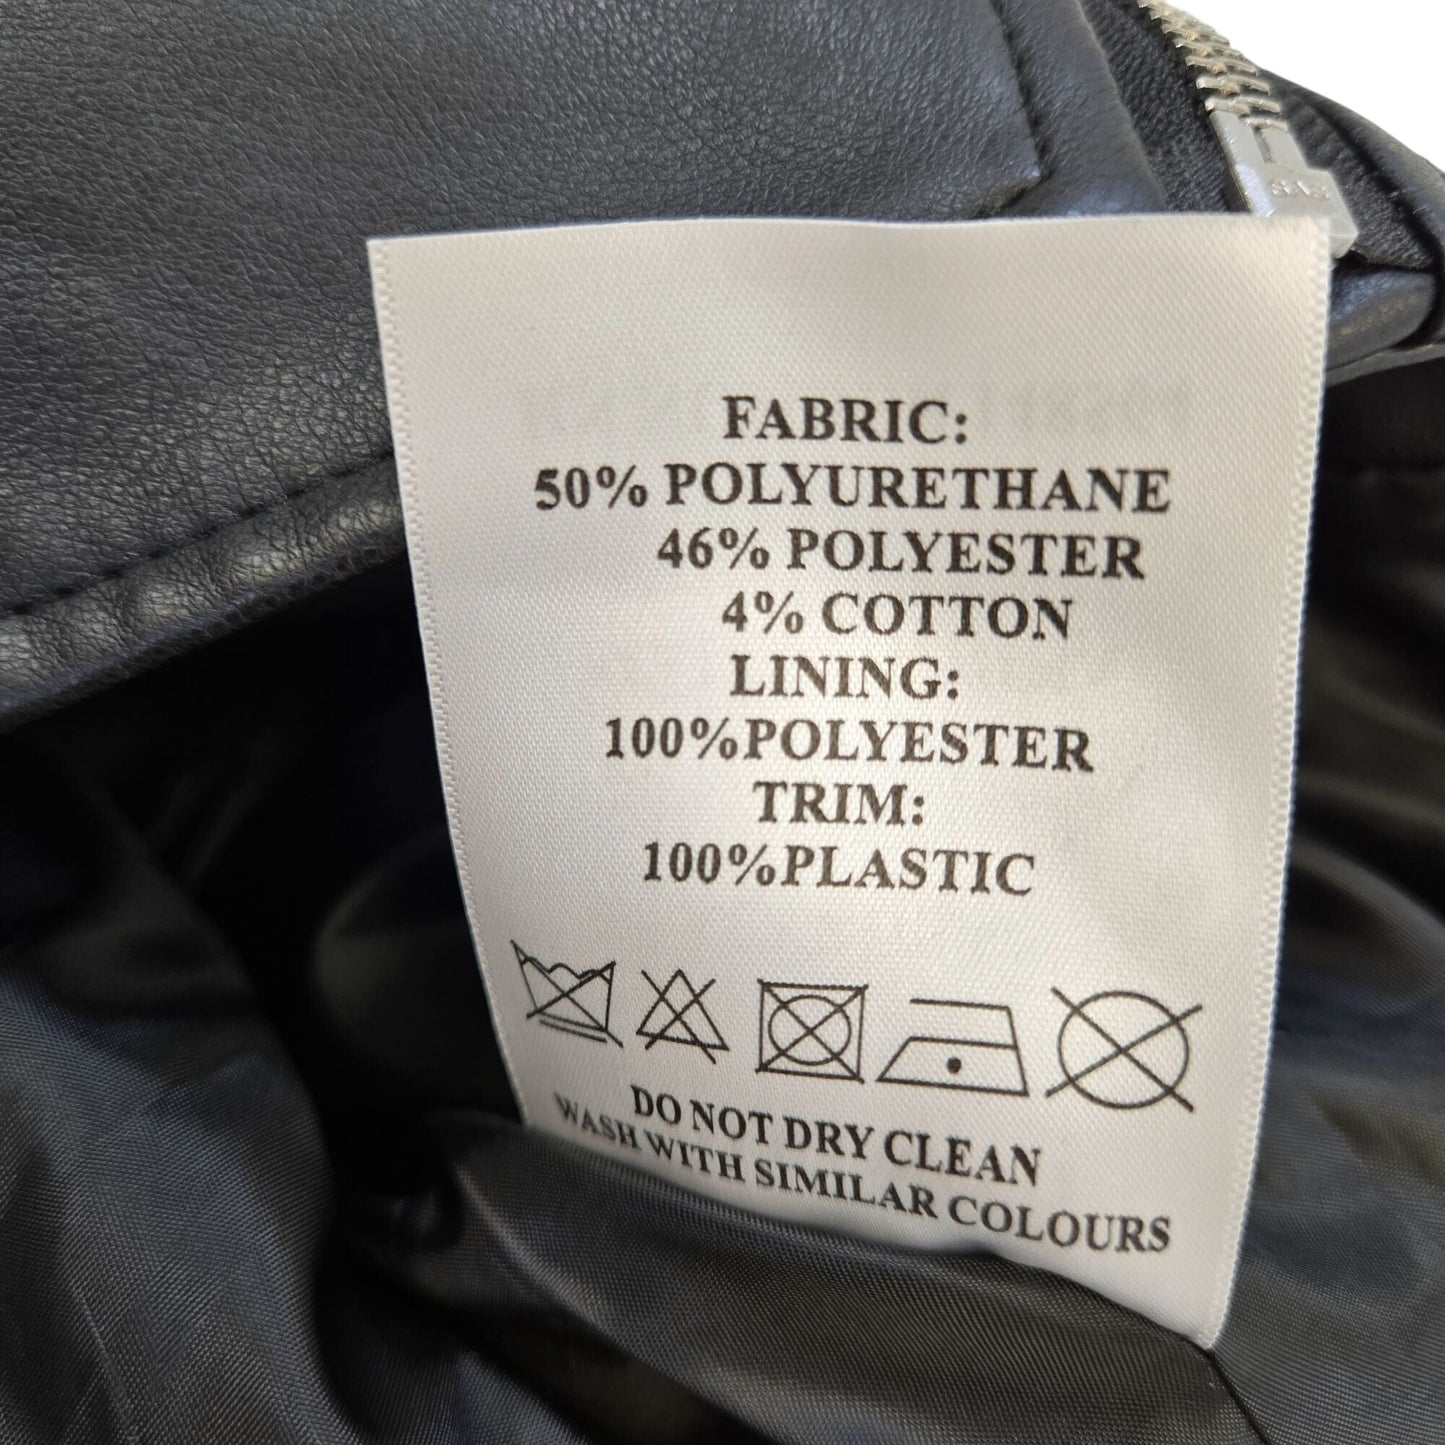 FABRIC:
50% POLYURETHANE
46% POLYESTER
4% COTTON
LINING:
100%POLYESTER
TRIM:
100%PLASTIC
DO NOT DRY CLEAN
WASH WITH SIMILAR COLOURS